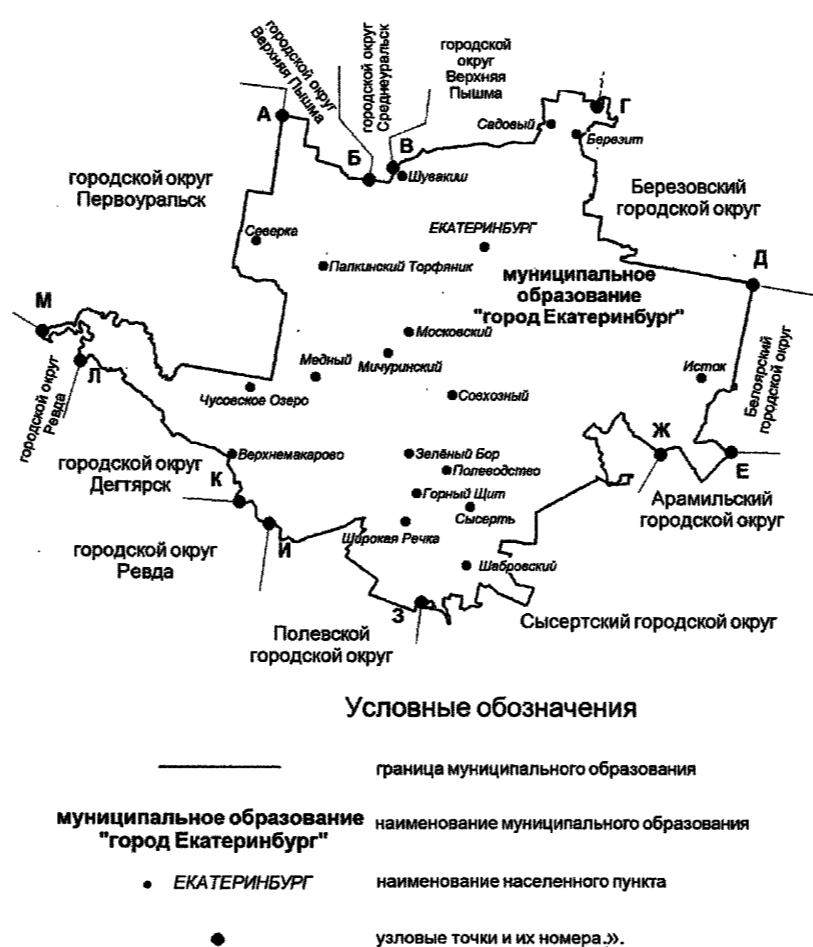 городской округ
Верхняя Пышма
городской округ
Среднеуральск
городской
округ
Верхняя
Пышма
А
Б
В
Г
Садовый
Березит
Шувакиш
городской округ
Первоуральск
Березовский
городской округ
Северка
ЕКАТЕРИНБУРГ
Палкинский Торфяник
Д
муниципальное
образование
"город Екатеринбург"
М
Московский
Мичуринский
Медный
Исток
Л
Чусовское Озеро
Совхозный
городской округ
Ревда
Белоярский
городской округ
Верхнемакарово
Зелёный Бор
Ж
Е
городской округ
Дегтярск
К
Полеводство
Горный Щит
Сысерть
Арамильский
городской округ
городской округ
Ревда
И
Широкая Речка
Шабровский
З
Полевской
городской округ
Сысертский городской округ
Условные обозначения
граница муниципального образования
муниципальное образование
"город Екатеринбург"
наименование муниципального образования
ЕКАТЕРИНБУРГ
наименование населенного пункта
узловые точки и их номера.».